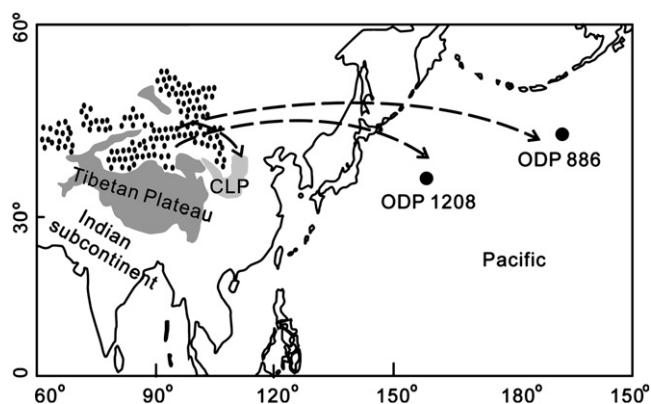 60°
ODP 886
CLP
Tibetan Plateau
ODP 1208
30°
Indian
subcontinent
Pacific
0
60° 90° 120° 150° 180° 150°